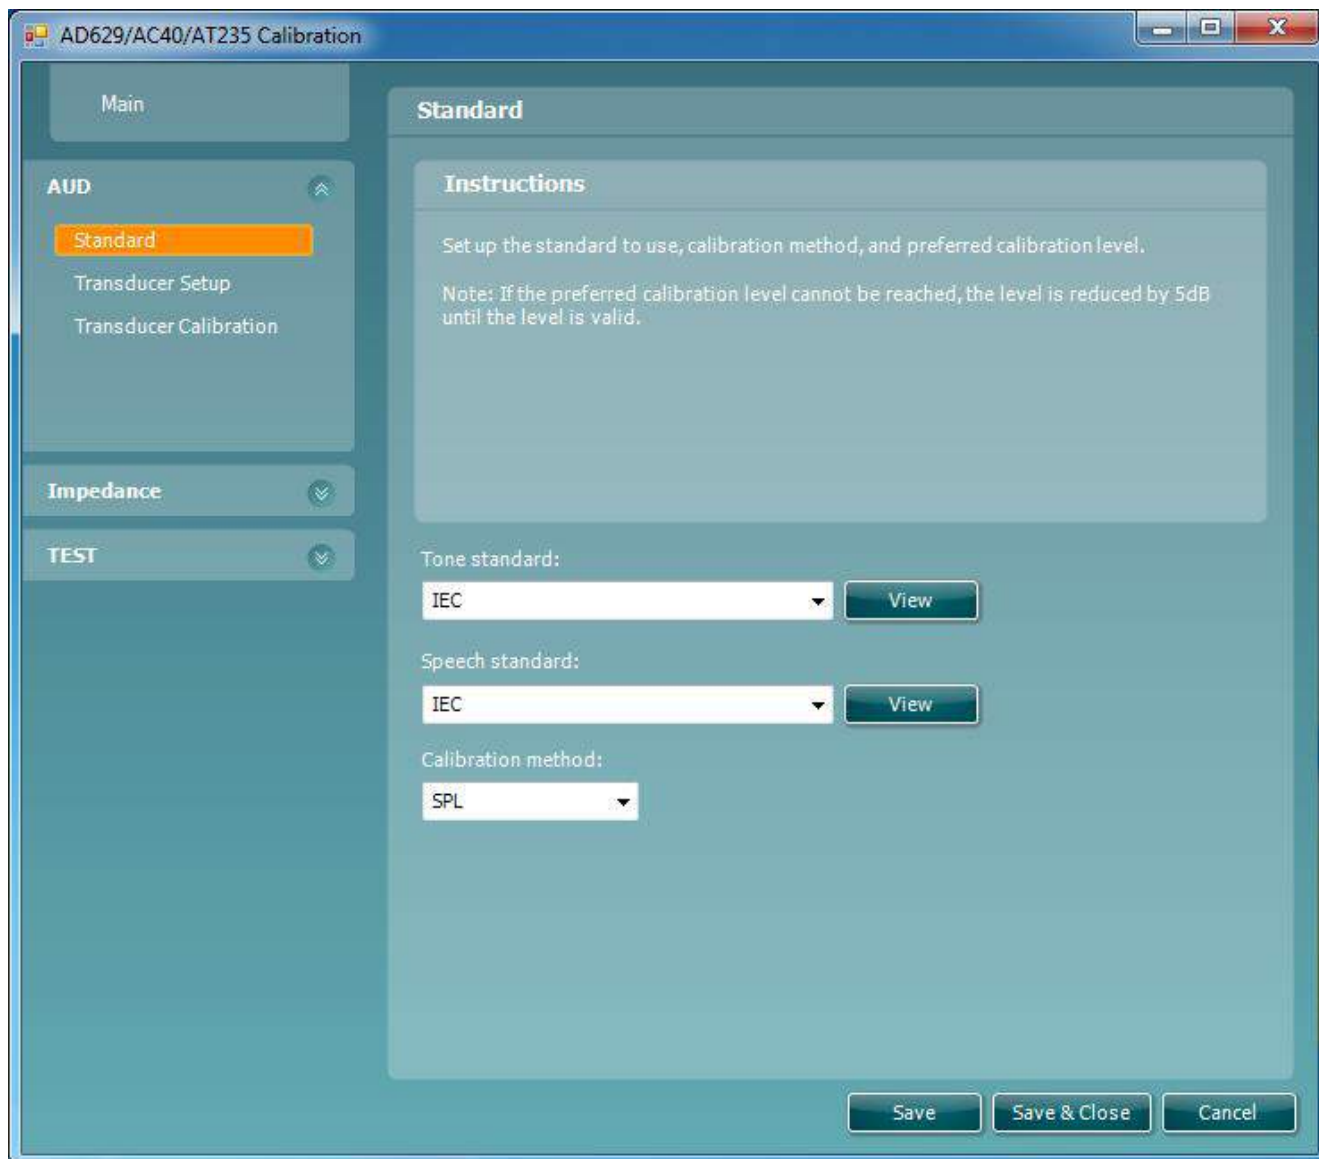 AD629/AC40/AT235 Calibration
Main
AUD
Standard
Transducer Setup
Transducer Calibration
Impedance
TEST
Standard
Instructions
Set up the standard to use, calibration method, and preferred calibration level.
Note: If the preferred calibration level cannot be reached, the level is reduced by 5dB
until the level is valid.
Tone standard:
IEC
View
Speech standard:
IEC
View
Calibration method:
SPL
Save
Save & Close
Cancel